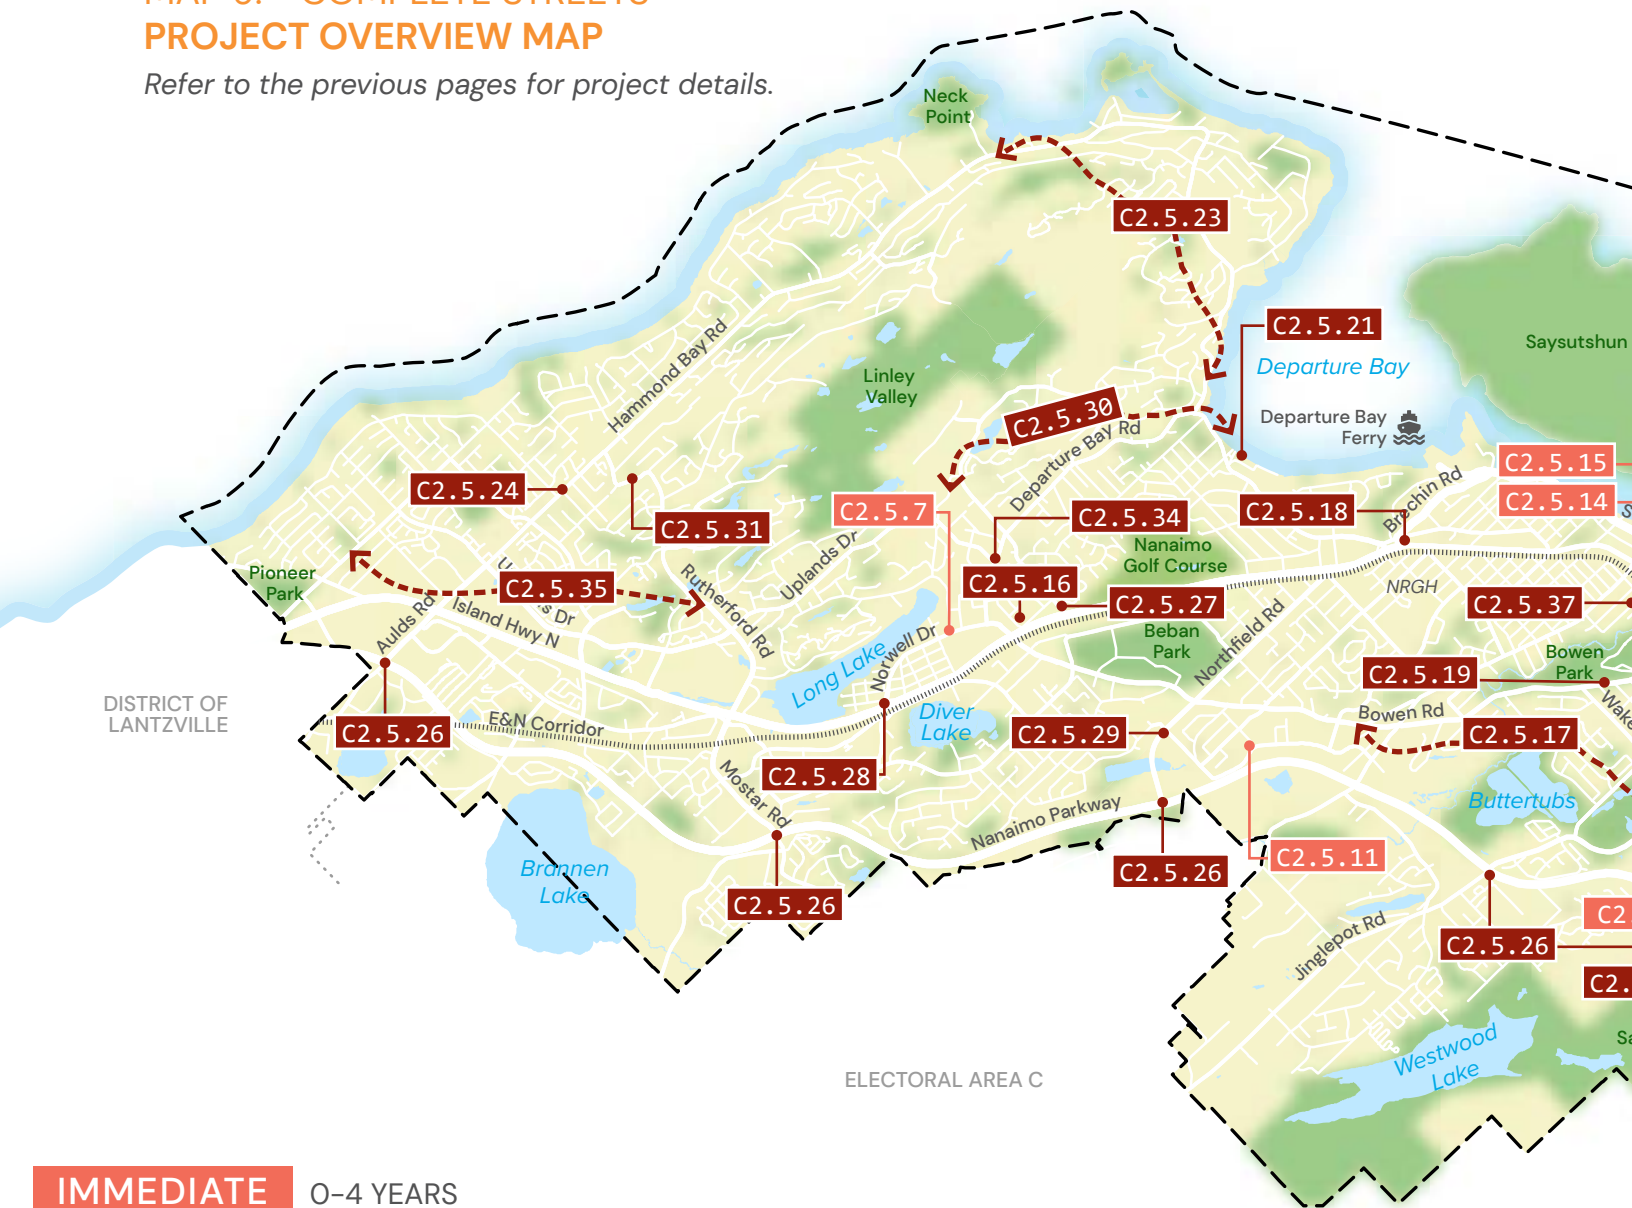 PROJECT OVERVIEW MAP
Refer to the previous pages for project details.
Neck
Point
C2.5.23
C2.5.21
Departure Bay
Saysutshun
Hammond Bay Rd
Linley
Valley
C2.5.30
Departure Bay Rd
Departure Bay
Ferry
C2.5.15
C2.5.14
C2.5.24
C2.5.31
C2.5.7
C2.5.34
C2.5.18
Brechin Rd
Nanaimo
Golf Course
Uplands Dr
Pioneer
Park
C2.5.35
Rutherford Rd
C2.5.16
C2.5.27
NRGH
C2.5.37
Aulds Rd
Island Hwy N
Long Lake
Norwell Dr
Beban
Park
Northfield Rd
Bowen
Park
C2.5.19
DISTRICT OF
LANTZVILLE
C2.5.26
E&N Corridor
Diver
Lake
C2.5.29
Bowen Rd
C2.5.17
C2.5.28
Mostar Rd
Nanaimo Parkway
Buttertubs
Brannen
Lake
C2.5.26
C2.5.26
C2.5.11
C2.5.26
Jinglepot Rd
Westwood
Lake
ELECTORAL AREA C
IMMEDIATE 0-4 YEARS